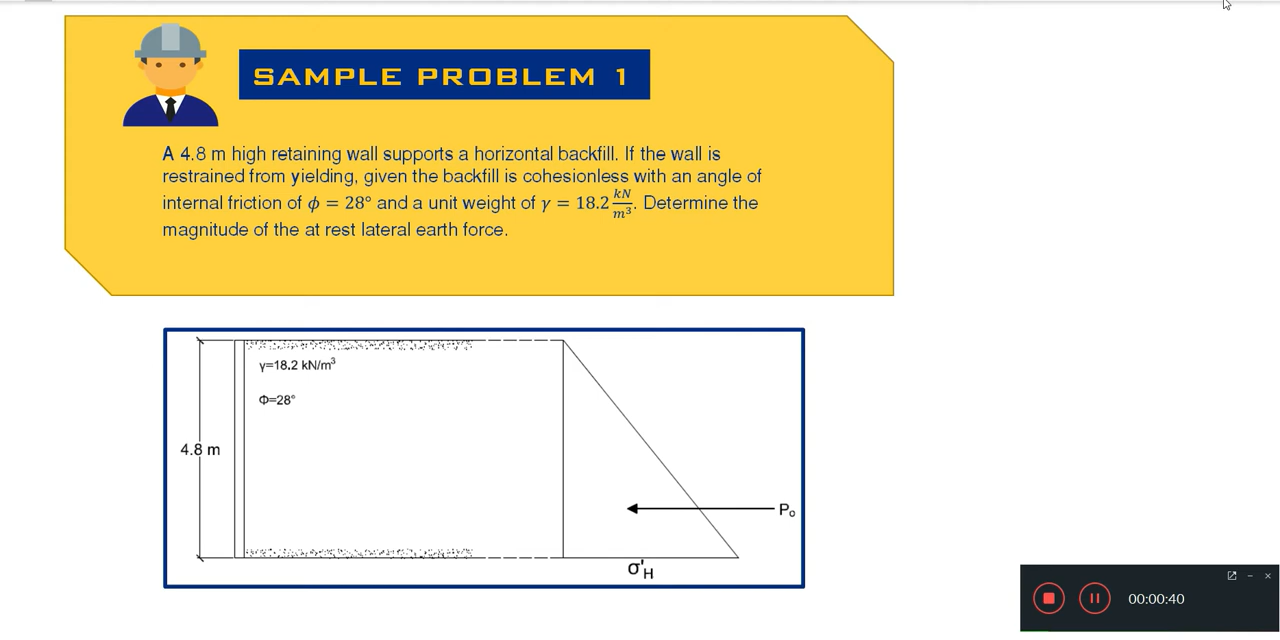 SAMPLE PROBLEM 1
A 4.8 m high retaining wall supports a horizontal backfill. If the wall is
restrained from yielding, given the backfill is cohesionless with an angle of
internal friction of ϕ = 28° and a unit weight of γ = 18.2 kN/m³. Determine the
magnitude of the at rest lateral earth force.
γ=18.2 kN/m³
Φ=28°
4.8 m
Pₒ
σ'H
00:00:40